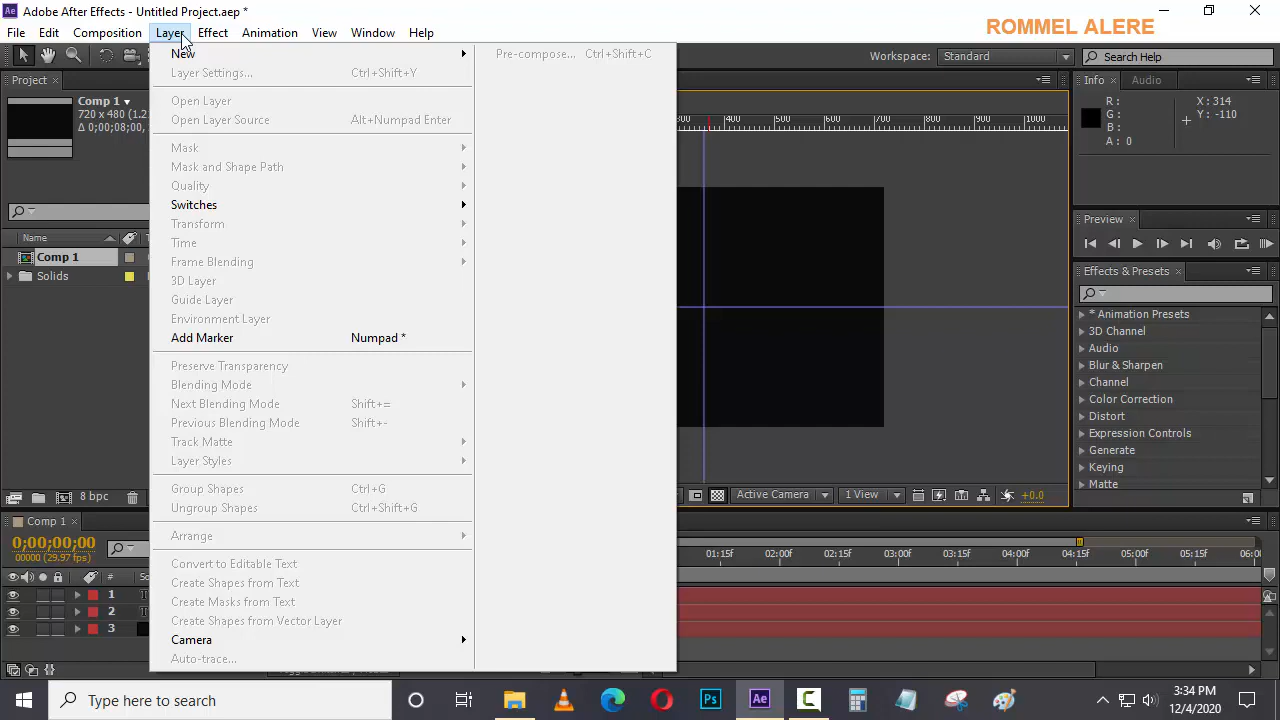 Adobe After Effects - Untitled Project.aep *
ROMMEL ALERE
File Edit Composition Layer Effect Animation View Window Help
Workspace: Standard Search Help
Project
Comp 1
720 x 480 (1.2
Δ 0;00;08;00,
Name
Comp 1
Solids
8 bpc
New Pre-compose... Ctrl+Shift+C
Layer Settings... Ctrl+Shift+Y
Open Layer
Open Layer Source Alt+Numpad Enter
Mask
Mask and Shape Path
Quality
Switches
Transform
Time
Frame Blending
3D Layer
Guide Layer
Environment Layer
Add Marker Numpad *
Preserve Transparency
Blending Mode
Next Blending Mode Shift+=
Previous Blending Mode Shift+-
Track Matte
Layer Styles
Group Shapes Ctrl+G
Ungroup Shapes Ctrl+Shift+G
Arrange
Convert to Editable Text
Create Shapes from Text
Create Masks from Text
Create Shapes from Vector Layer
Camera
Auto-trace...
400 500 600 700 800 900 1000
Active Camera 1 View +0.0
Info Audio
R: X: 314
G: Y: -110
B:
A: 0
Preview
Effects & Presets
* Animation Presets
3D Channel
Audio
Blur & Sharpen
Channel
Color Correction
Distort
Expression Controls
Generate
Keying
Matte
Comp 1
0;00;00;00
00000 (29.97 fps)
01:15f 02:00f 02:15f 03:00f 03:15f 04:00f 04:15f 05:00f 05:15f 06:0
# So
1
2
3
Type here to search
Ps Ae
3:34 PM
12/4/2020